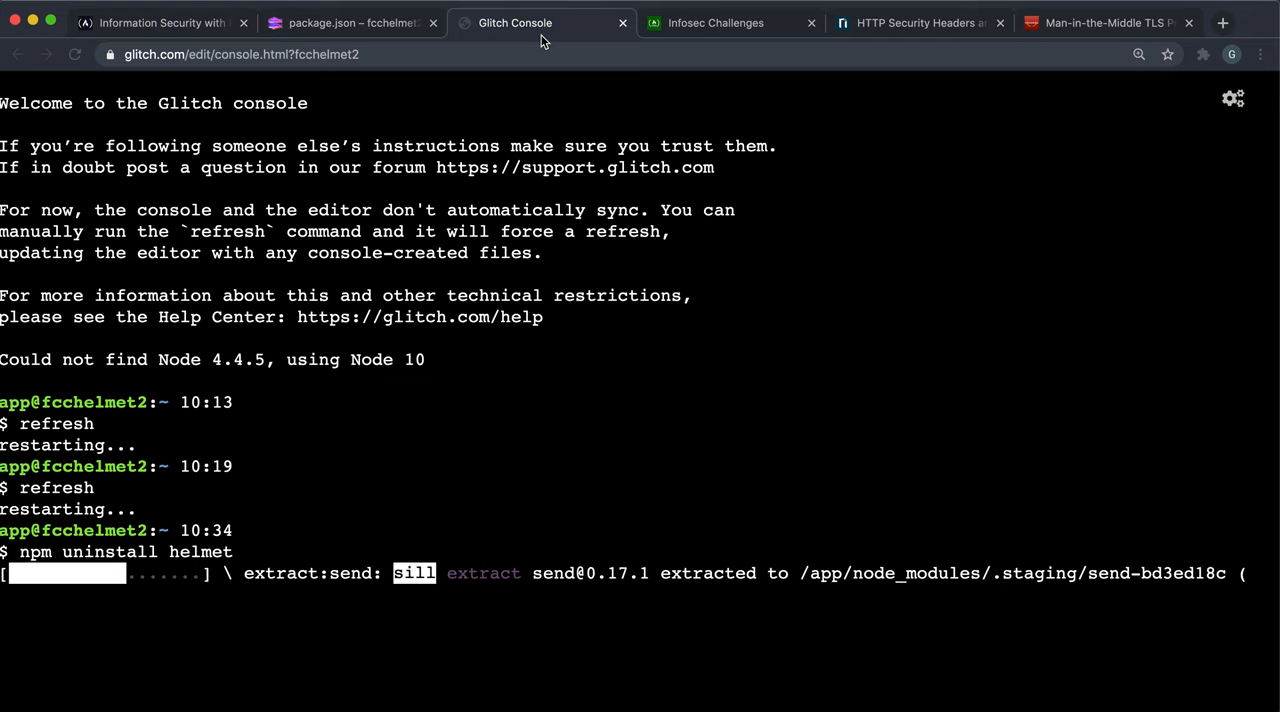 Information Security with
package.json – fcchelmet2
Glitch Console
Infosec Challenges
HTTP Security Headers a
Man-in-the-Middle TLS P
glitch.com/edit/console.html?fcchelmet2
G
Welcome to the Glitch console
If you’re following someone else’s instructions make sure you trust them.
If in doubt post a question in our forum https://support.glitch.com
For now, the console and the editor don't automatically sync. You can
manually run the `refresh` command and it will force a refresh,
updating the editor with any console-created files.
For more information about this and other technical restrictions,
please see the Help Center: https://glitch.com/help
Could not find Node 4.4.5, using Node 10
app@fcchelmet2:~ 10:13
$ refresh
restarting...
app@fcchelmet2:~ 10:19
$ refresh
restarting...
app@fcchelmet2:~ 10:34
$ npm uninstall helmet
[ .......] \ extract:send: sill extract send@0.17.1 extracted to /app/node_modules/.staging/send-bd3ed18c (